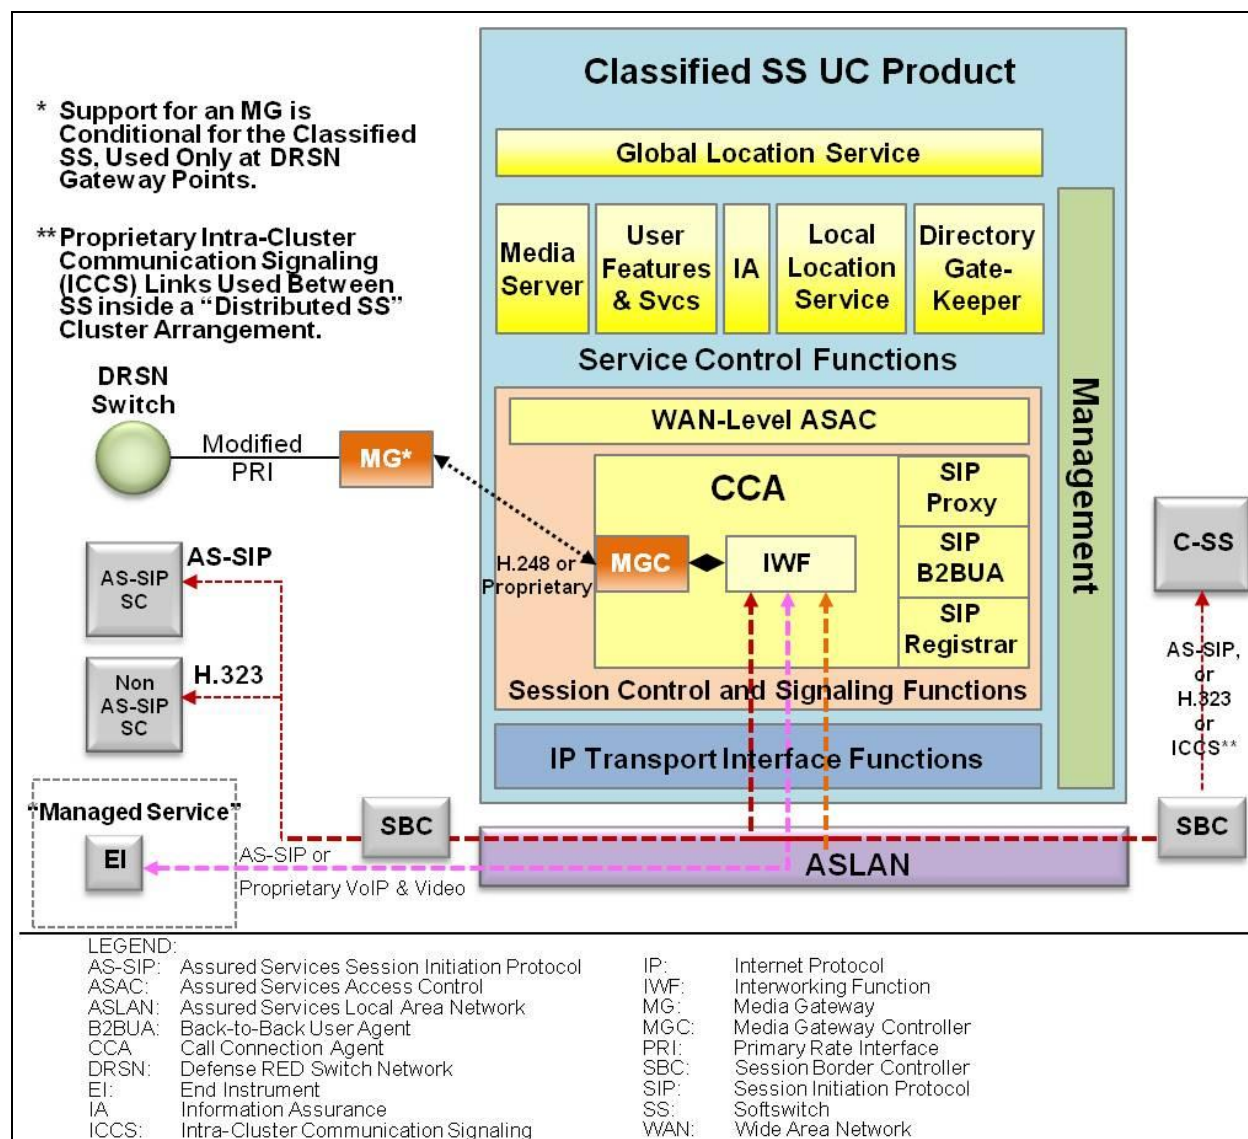 Classified SS UC Product
* Support for an MG is
Conditional for the Classified
SS, Used Only at DRSN
Gateway Points.
** Proprietary Intra-Cluster
Communication Signaling
(ICCS) Links Used Between
SS inside a “Distributed SS”
Cluster Arrangement.
Global Location Service
Media
Server
User
Features
& Svcs
IA
Local
Location
Service
Directory
Gate-
Keeper
Service Control Functions
Management
DRSN
Switch
Modified
PRI
MG*
WAN-Level ASAC
CCA
SIP
Proxy
SIP
B2BUA
SIP
Registrar
MGC
IWF
H.248 or
Proprietary
Session Control and Signaling Functions
IP Transport Interface Functions
AS-SIP
SC
AS-SIP
Non
AS-SIP
SC
H.323
C-SS
AS-SIP,
or
H.323
or
ICCS**
"Managed Service"
EI
SBC
AS-SIP or
Proprietary VoIP & Video
ASLAN
SBC
LEGEND:
AS-SIP: Assured Services Session Initiation Protocol
ASAC: Assured Services Access Control
ASLAN: Assured Services Local Area Network
B2BUA: Back-to-Back User Agent
CCA Call Connection Agent
DRSN: Defense RED Switch Network
EI: End Instrument
IA Information Assurance
ICCS: Intra-Cluster Communication Signaling
IP: Internet Protocol
IWF: Interworking Function
MG: Media Gateway
MGC: Media Gateway Controller
PRI: Primary Rate Interface
SBC: Session Border Controller
SIP: Session Initiation Protocol
SS: Softswitch
WAN: Wide Area Network